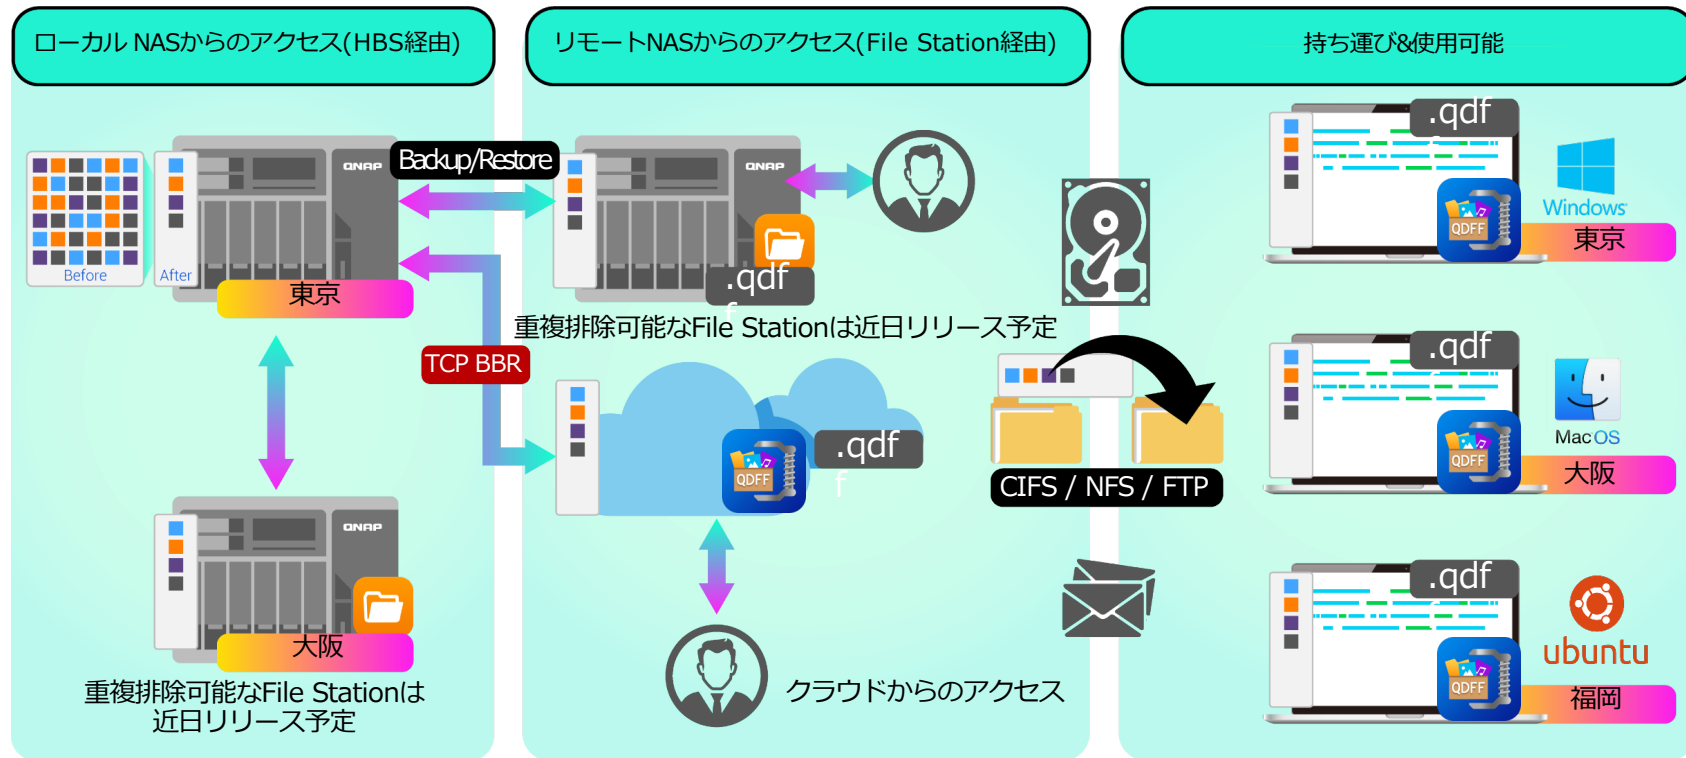 ローカル NASからのアクセス(HBS経由)
Before
After
QNAP
東京
QNAP
大阪
重複排除可能なFile Stationは
近日リリース予定
Backup/Restore
TCP BBR
リモートNASからのアクセス(File Station経由)
QNAP
.qdf
f
重複排除可能なFile Stationは近日リリース予定
QDFF
.qdf
f
クラウドからのアクセス
CIFS / NFS / FTP
持ち運び&使用可能
.qdf
f
QDFF
Windows
東京
.qdf
f
QDFF
MacOS
大阪
.qdf
f
QDFF
ubuntu
福岡